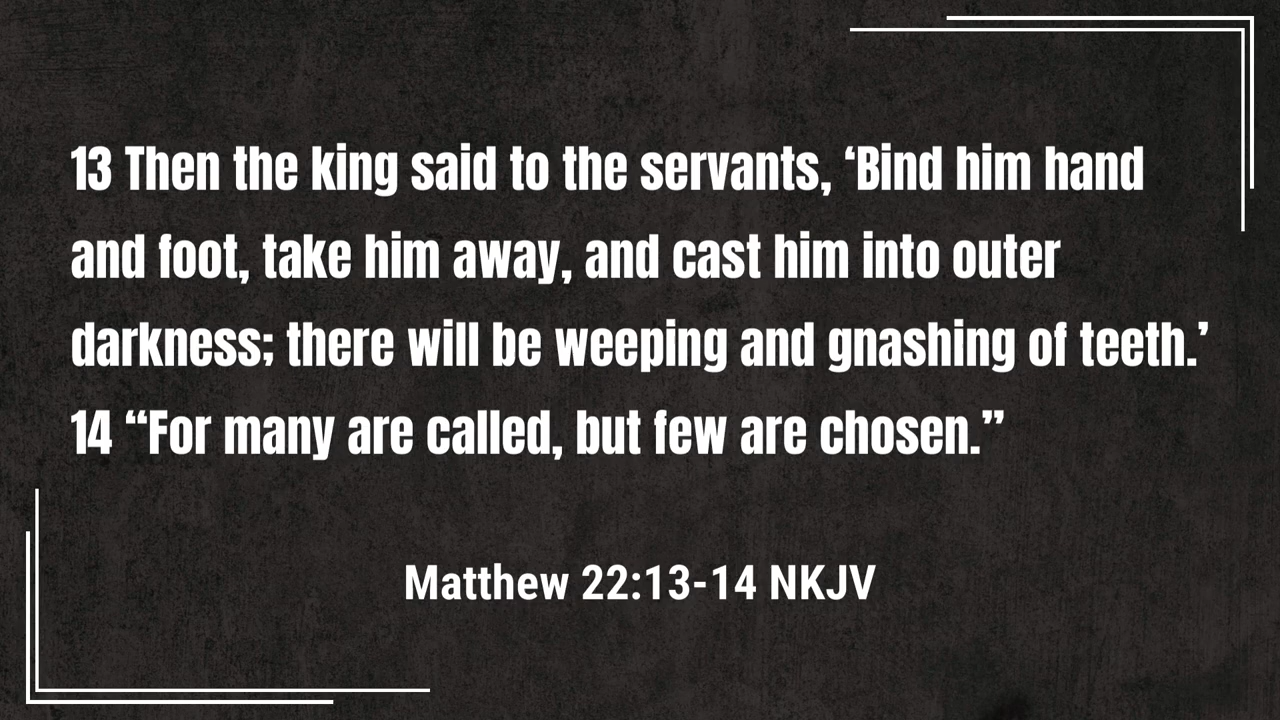 13 Then the king said to the servants, ‘Bind him hand
and foot, take him away, and cast him into outer
darkness; there will be weeping and gnashing of teeth.’
14 “For many are called, but few are chosen.”
Matthew 22:13-14 NKJV